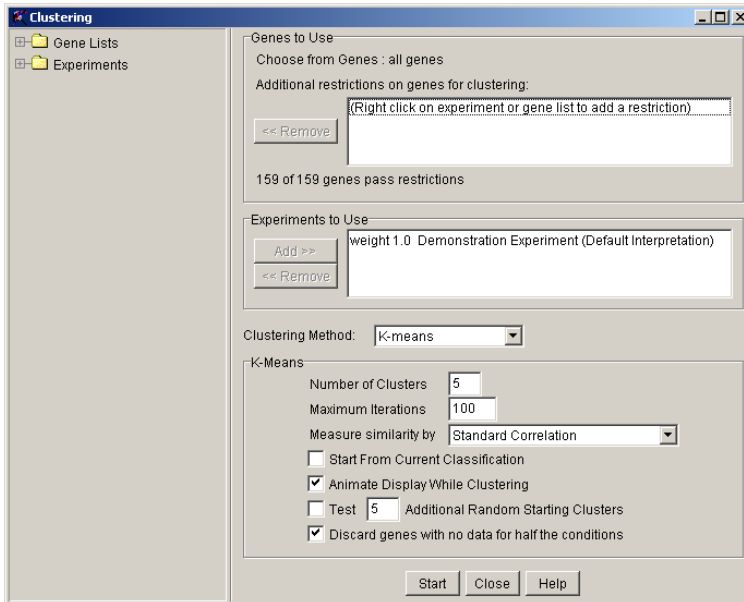 Clustering
Gene Lists
Experiments
Genes to Use
Choose from Genes : all genes
Additional restrictions on genes for clustering:
<< Remove
(Right click on experiment or gene list to add a restriction)
159 of 159 genes pass restrictions
Experiments to Use
Add >>
<< Remove
weight 1.0 Demonstration Experiment (Default Interpretation)
Clustering Method: K-means
K-Means
Number of Clusters 5
Maximum Iterations 100
Measure similarity by Standard Correlation
Start From Current Classification
Animate Display While Clustering
Test 5 Additional Random Starting Clusters
Discard genes with no data for half the conditions
Start Close Help